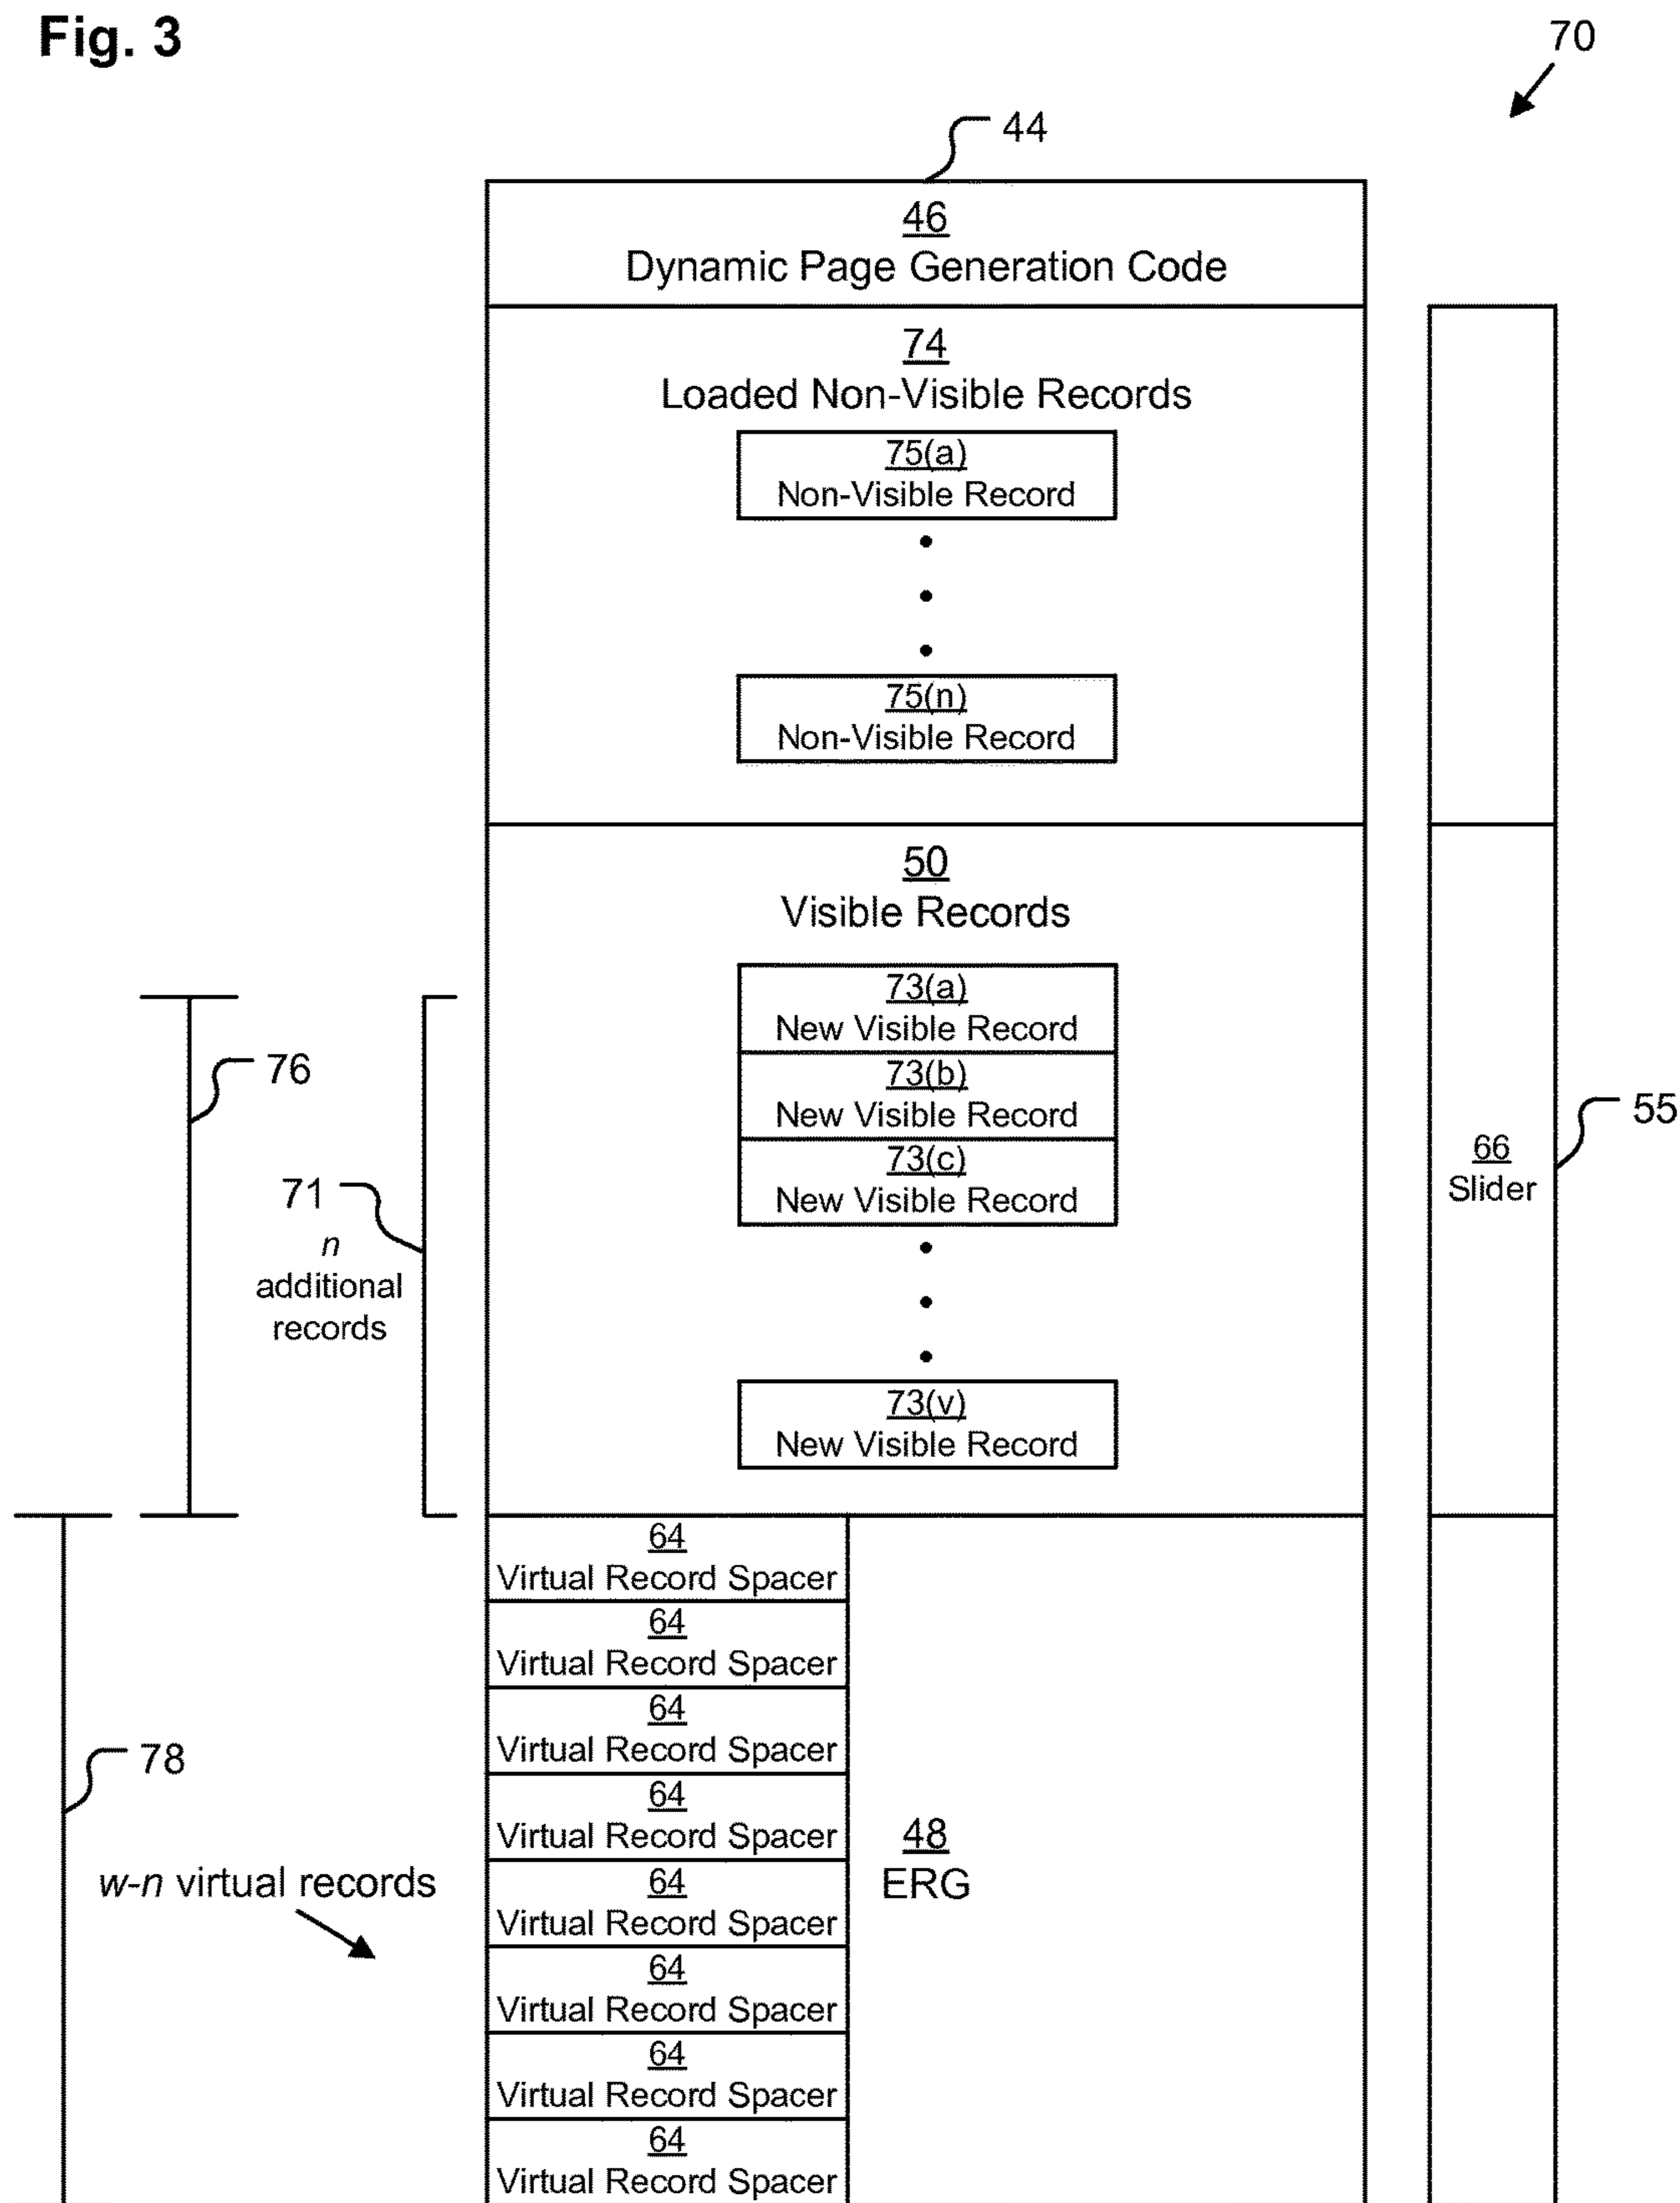 Fig. 3
70
44
46
Dynamic Page Generation Code
74
Loaded Non-Visible Records
75(a)
Non-Visible Record
75(n)
Non-Visible Record
50
Visible Records
73(a)
New Visible Record
73(b)
New Visible Record
73(c)
New Visible Record
73(v)
New Visible Record
76
71
n
additional
records
66
Slider
55
64
Virtual Record Spacer
64
Virtual Record Spacer
64
Virtual Record Spacer
64
Virtual Record Spacer
64
Virtual Record Spacer
64
Virtual Record Spacer
64
Virtual Record Spacer
64
Virtual Record Spacer
78
w-n virtual records
48
ERG